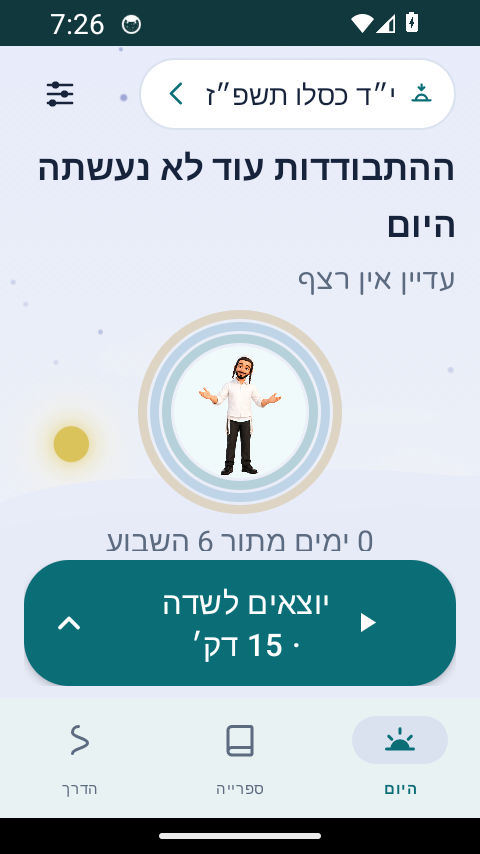 7:26
י״ד כסלו תשפ״ז
ההתבודדות עוד לא נעשתה
היום
עדיין אין רצף
0 ימים מתוך 6 השבוע
יוצאים לשדה
· 15 דק׳
היום
ספרייה
הדרך